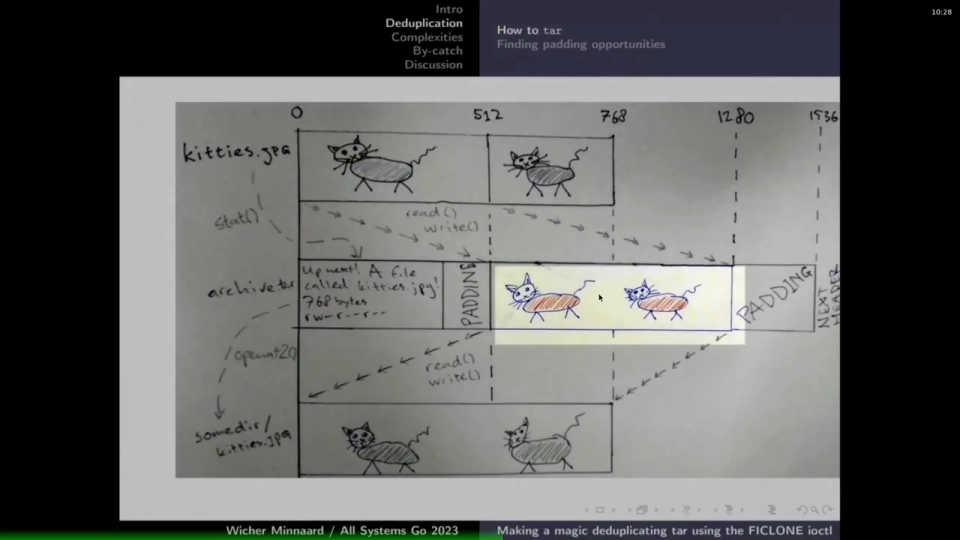 10:28
Intro
Deduplication
Complexities
By-catch
Discussion
How to tar
Finding padding opportunities
0 512 768 1280 1536
kitties.jpg
stat()
read()
write()
archive.tar
Up next! A file
called kitties.jpg!
768 bytes
rw-r--r--
PADDING
PADDING
NEXT
HEADER
openat2()
read()
write()
somedir/
kitties.jpg
Wicher Minnaard / All Systems Go 2023
Making a magic deduplicating tar using the FICLONE ioctl